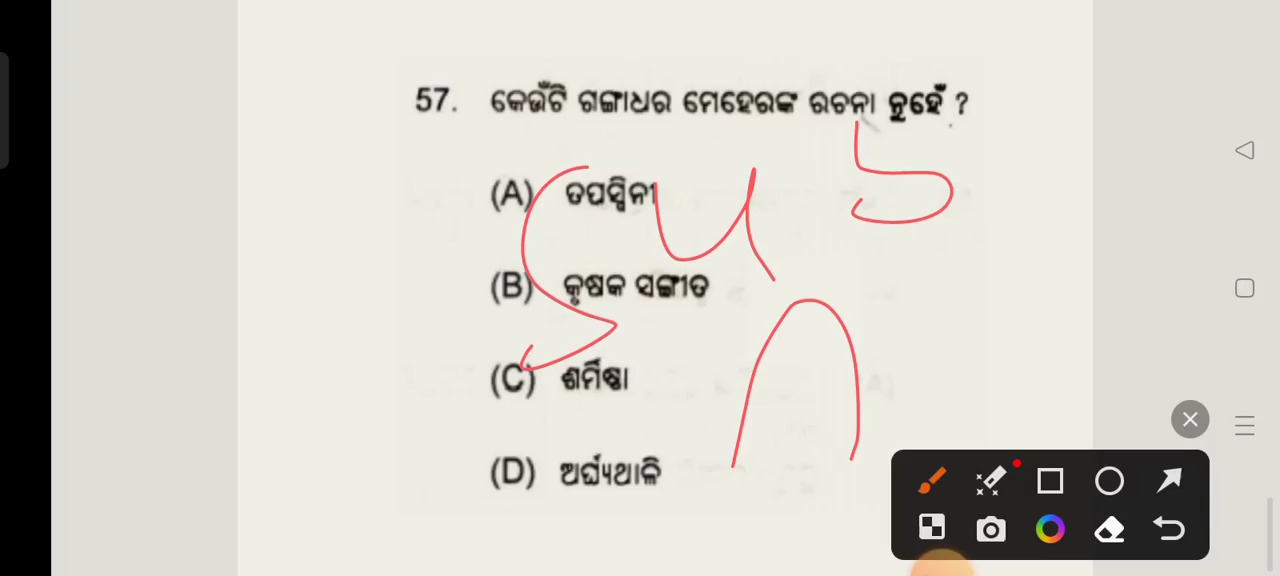 57. କେଉଁଟି ଗଙ୍ଗାଧର ମେହେରଙ୍କ ରଚନା ନୁହେଁ ?
(A) ତପସ୍ୱିନୀ
(B) କୃଷକ ସଙ୍ଗୀତ
(C) ଶର୍ମିଷ୍ଠା
(D) ଅର୍ଘ୍ୟଥାଳି